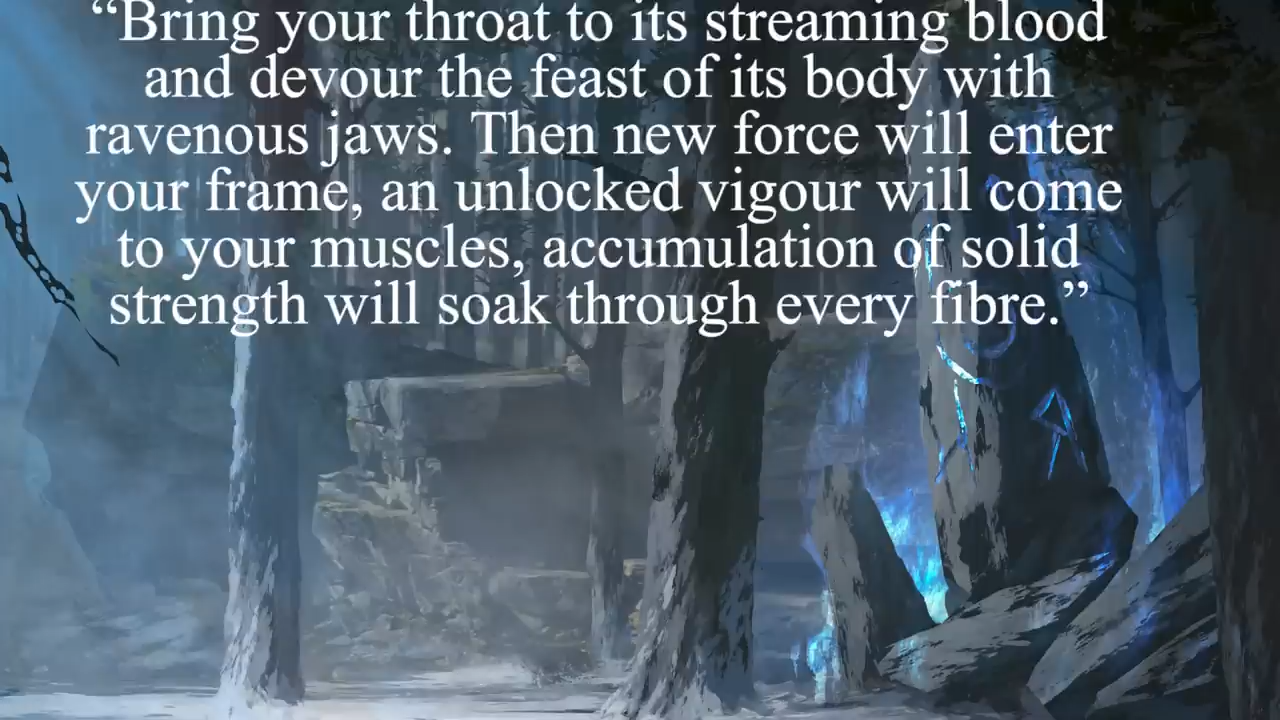 “Bring your throat to its streaming blood
and devour the feast of its body with
ravenous jaws. Then new force will enter
your frame, an unlocked vigour will come
to your muscles, accumulation of solid
strength will soak through every fibre.”